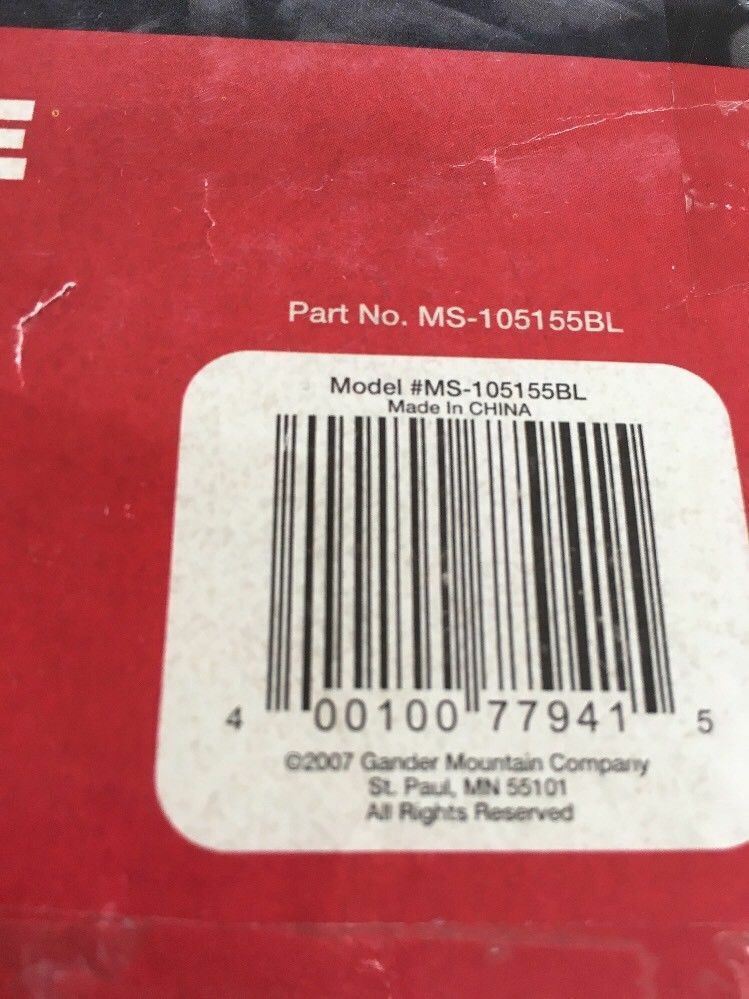 E
Part No. MS-105155BL
Model #MS-105155BL
Made In CHINA
4 00100 77941 5
©2007 Gander Mountain Company
St. Paul, MN 55101
All Rights Reserved